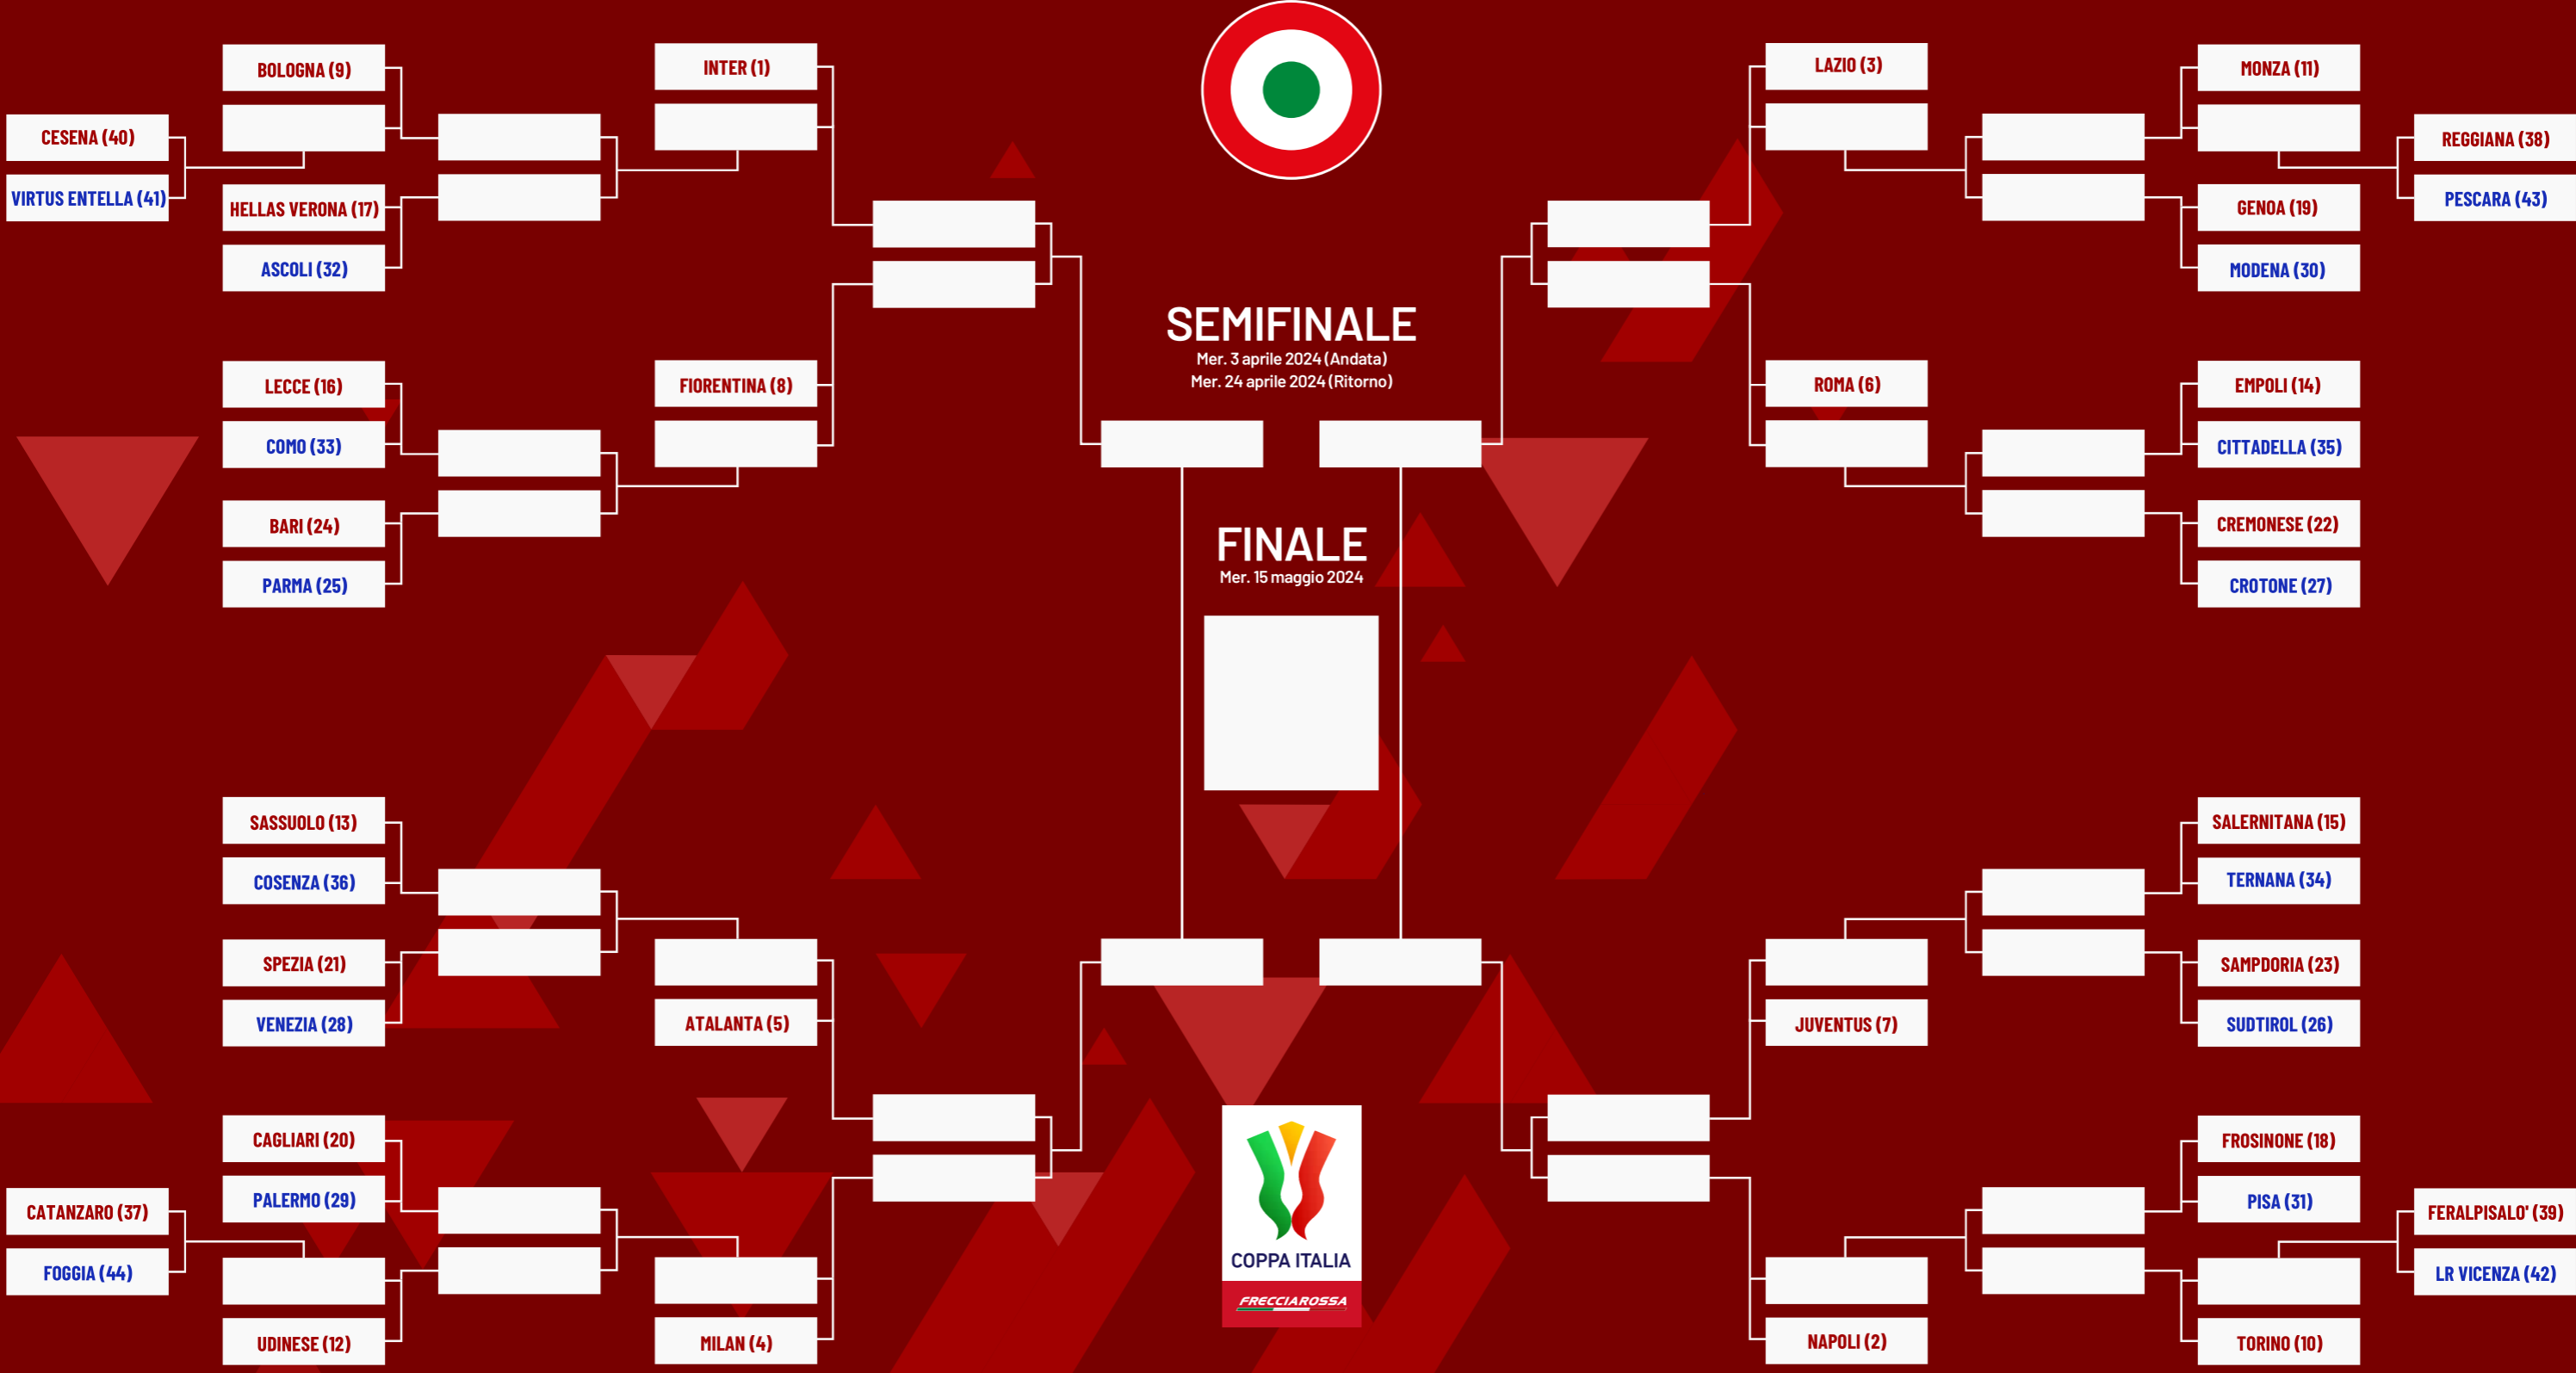 BOLOGNA (9)
CESENA (40)
VIRTUS ENTELLA (41)
HELLAS VERONA (17)
ASCOLI (32)
LECCE (16)
COMO (33)
BARI (24)
PARMA (25)
INTER (1)
FIORENTINA (8)
SASSUOLO (13)
COSENZA (36)
SPEZIA (21)
VENEZIA (28)
CAGLIARI (20)
PALERMO (29)
CATANZARO (37)
FOGGIA (44)
UDINESE (12)
ATALANTA (5)
MILAN (4)
SEMIFINALE
Mer. 3 aprile 2024 (Andata)
Mer. 24 aprile 2024 (Ritorno)
FINALE
Mer. 15 maggio 2024
COPPA ITALIA
FRECCIAROSSA
LAZIO (3)
ROMA (6)
MONZA (11)
REGGIANA (38)
PESCARA (43)
GENOA (19)
MODENA (30)
EMPOLI (14)
CITTADELLA (35)
CREMONESE (22)
CROTONE (27)
JUVENTUS (7)
NAPOLI (2)
SALERNITANA (15)
TERNANA (34)
SAMPDORIA (23)
SUDTIROL (26)
FROSINONE (18)
PISA (31)
FERALPISALO' (39)
LR VICENZA (42)
TORINO (10)